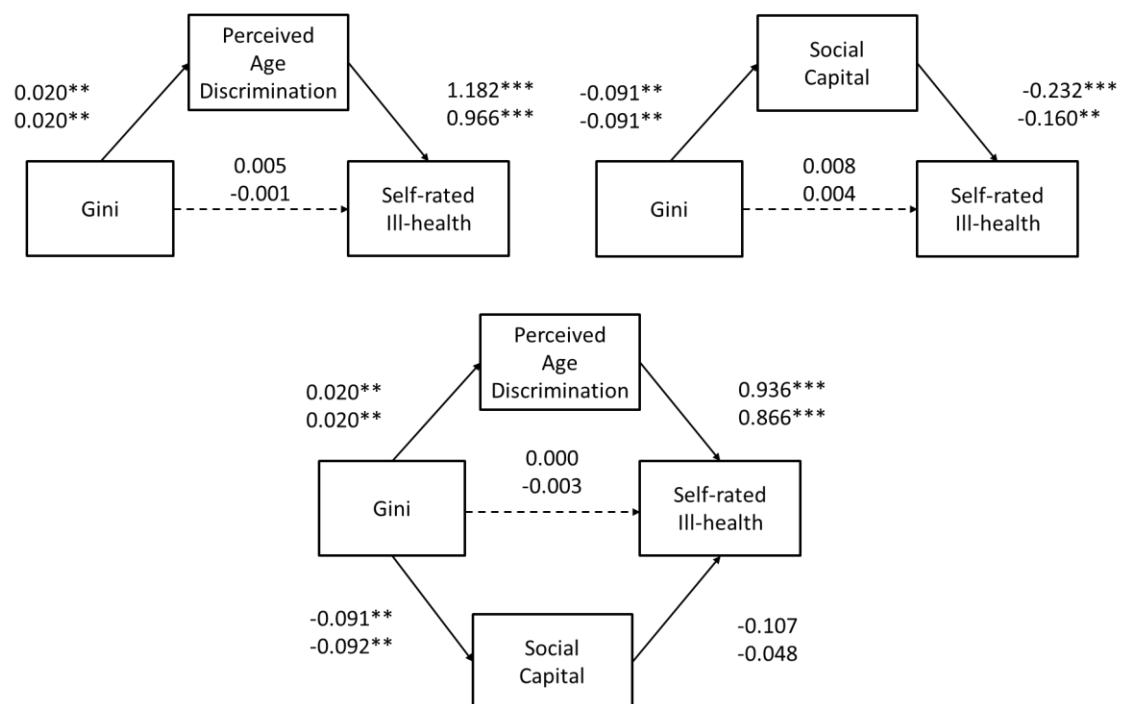 Perceived
Age
Discrimination
0.020**
0.020**
1.182***
0.966***
0.005
-0.001
Gini
Self-rated
Ill-health
Social
Capital
-0.091**
-0.091**
-0.232***
-0.160**
0.008
0.004
Gini
Self-rated
Ill-health
Perceived
Age
Discrimination
0.020**
0.020**
0.936***
0.866***
0.000
-0.003
Gini
Self-rated
Ill-health
-0.091**
-0.092**
-0.107
-0.048
Social
Capital